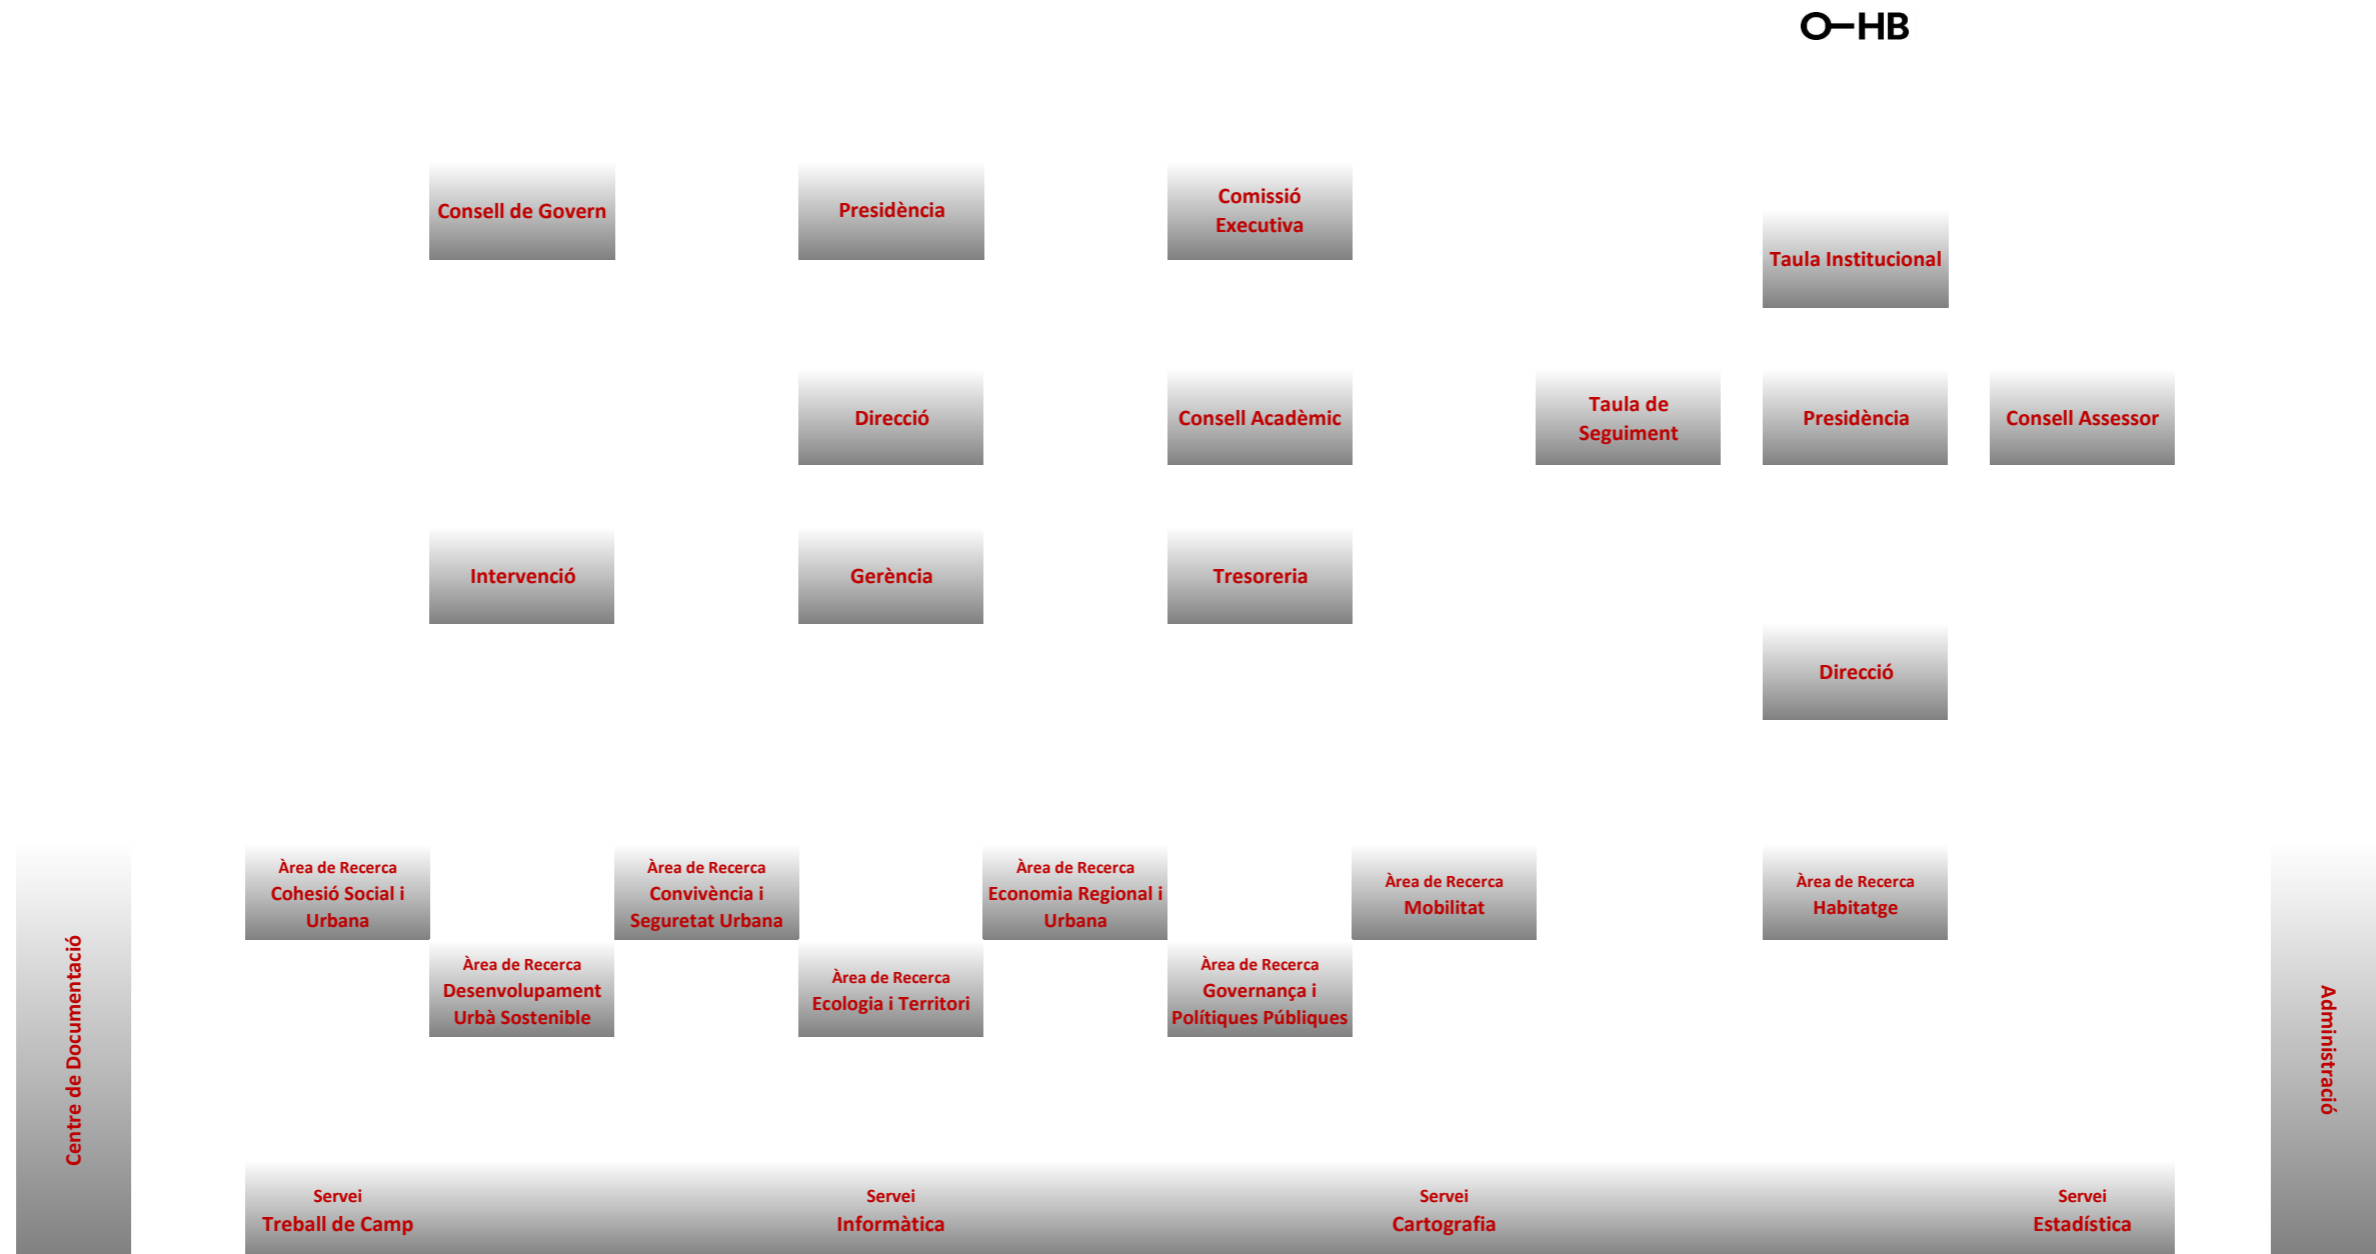 O-HB
Consell de Govern
Presidència
Comissió
Executiva
Taula Institucional
Direcció
Consell Acadèmic
Taula de
Seguiment
Presidència
Consell Assessor
Intervenció
Gerència
Tresoreria
Direcció
Àrea de Recerca
Cohesió Social i
Urbana
Àrea de Recerca
Convivència i
Seguretat Urbana
Àrea de Recerca
Economia Regional i
Urbana
Àrea de Recerca
Mobilitat
Àrea de Recerca
Habitatge
Àrea de Recerca
Desenvolupament
Urbà Sostenible
Àrea de Recerca
Ecologia i Territori
Àrea de Recerca
Governança i
Polítiques Públiques
Centre de Documentació
Administració
Servei
Treball de Camp
Servei
Informàtica
Servei
Cartografia
Servei
Estadística